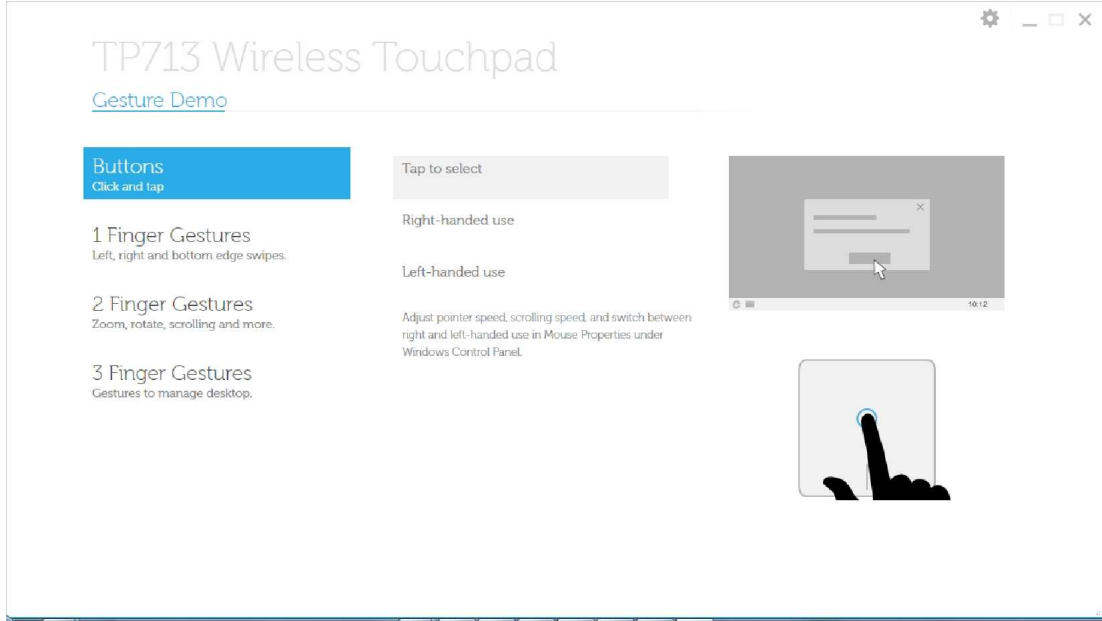 TP713 Wireless Touchpad
Gesture Demo
Buttons
Click and tap
1 Finger Gestures
Left, right and bottom edge swipes.
2 Finger Gestures
Zoom, rotate, scrolling and more.
3 Finger Gestures
Gestures to manage desktop.
Tap to select
Right-handed use
Left-handed use
Adjust pointer speed, scrolling speed, and switch between
right and left-handed use in Mouse Properties under
Windows Control Panel.
10:12